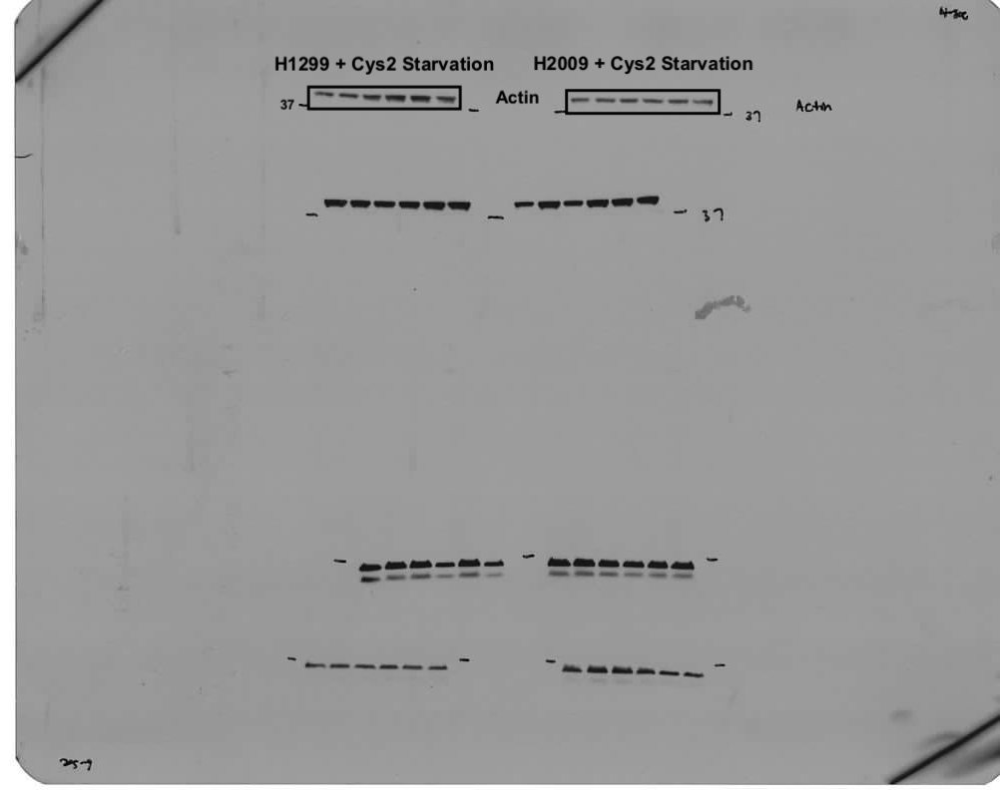 H1299 + Cys2 Starvation
H2009 + Cys2 Starvation
37
Actin
37
Actin
37